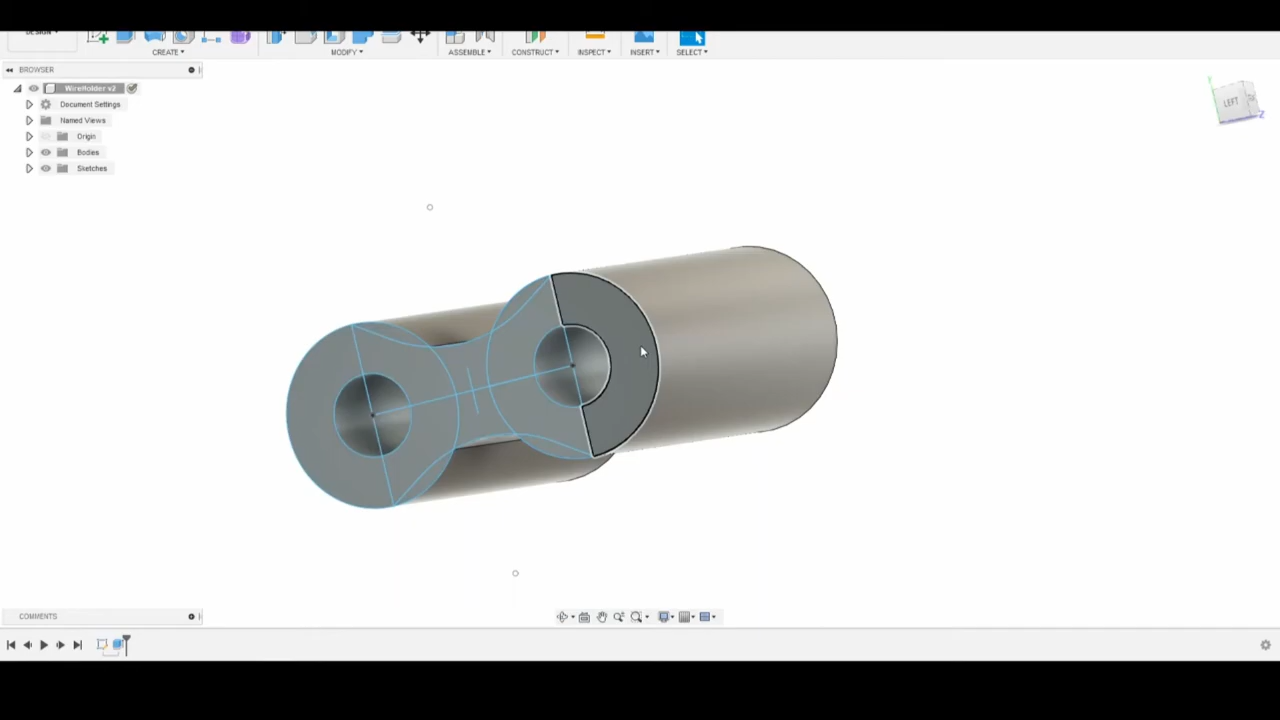 DESIGN
CREATE
MODIFY
ASSEMBLE
CONSTRUCT
INSPECT
INSERT
SELECT
BROWSER
WireHolder v2
Document Settings
Named Views
Origin
Bodies
Sketches
Y
LEFT
Z
COMMENTS